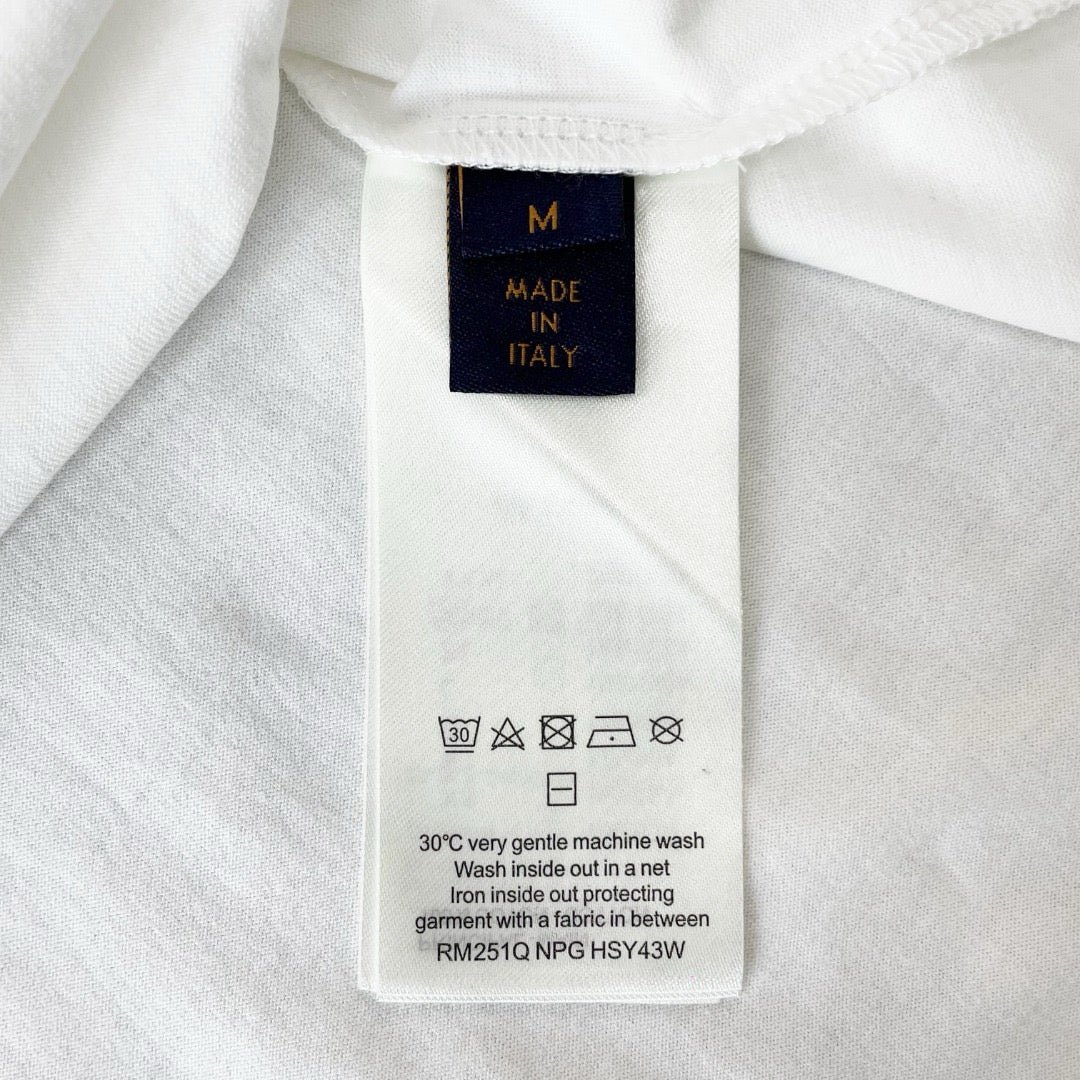 M
MADE
IN
ITALY
30
30°C very gentle machine wash
Wash inside out in a net
Iron inside out protecting
garment with a fabric in between
RM251Q NPG HSY43W